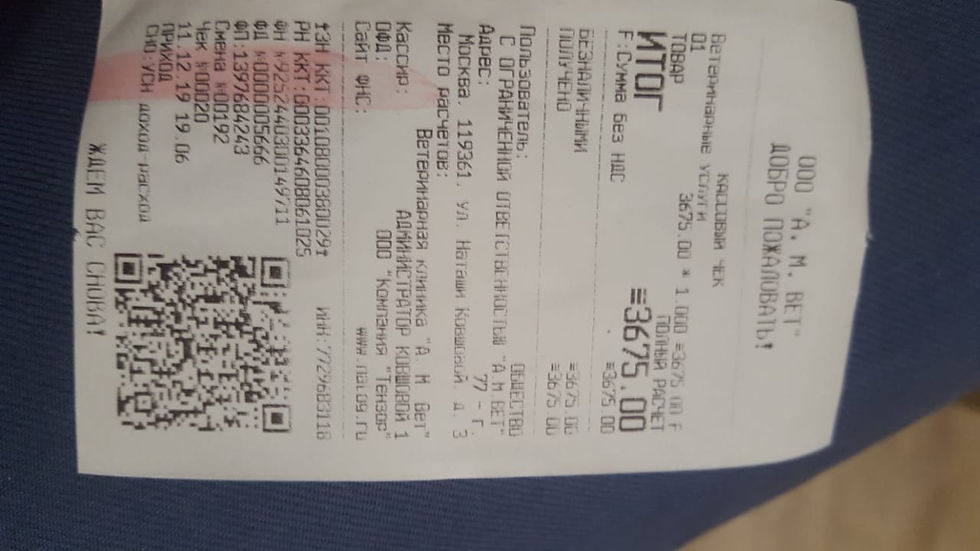 ООО "А. М. ВЕТ"
ДОБРО ПОЖАЛОВАТЬ!
КАССОВЫЙ ЧЕК
Ветеринарные услуги
01 3675.00 * 1.000 =3675.00 F
ТОВАР ПОЛНЫЙ РАСЧЕТ
ИТОГ =3675.00
F:Сумма без НДС =3675.00
БЕЗНАЛИЧНЫМИ =3675.00
ПОЛУЧЕНО =3675.00
Пользователь: ОБЩЕСТВО
С ОГРАНИЧЕННОЙ ОТВЕТСТВЕННОСТЬЮ "А М ВЕТ"
Адрес: 77 - Г.
Москва, 119361, ул. Наташи Ковшовой д. 3
Место расчетов:
Ветеринарная клиника "А М Вет"
Кассир: АДМИНИСТРАТОР КОВШОВОЙ 1
ОФД: ООО "Компания "Тензор"
Сайт ФНС: www.nalog.ru
ЗН ККТ:00108000380029 ИНН:7729683118
РН ККТ:0003364608061025
ФН №9252440300149711
ФД №0000005666
ФП:1397684243
Смена №00192
Чек №00020
11.12.19 19.06
ПРИХОД
СНО:УСН доход-расход
ЖДЕМ ВАС СНОВА!